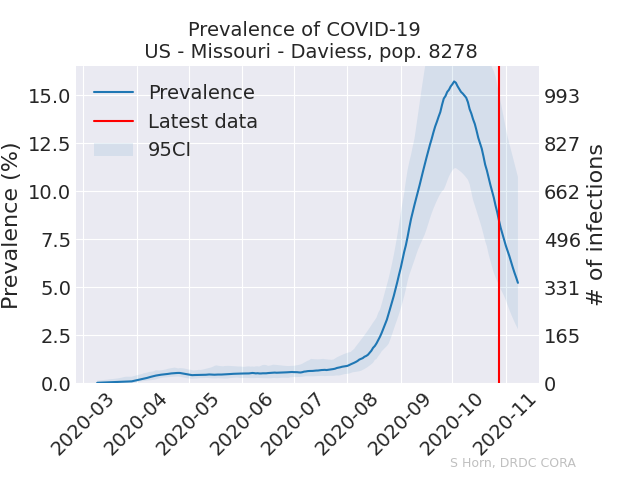 Prevalence of COVID-19
US - Missouri - Daviess, pop. 8278
Prevalence (%)
15.0
12.5
10.0
7.5
5.0
2.5
0.0
Prevalence
Latest data
95CI
993
827
662
496
331
165
0
# of infections
2020-03
2020-04
2020-05
2020-06
2020-07
2020-08
2020-09
2020-10
2020-11
S Horn, DRDC CORA